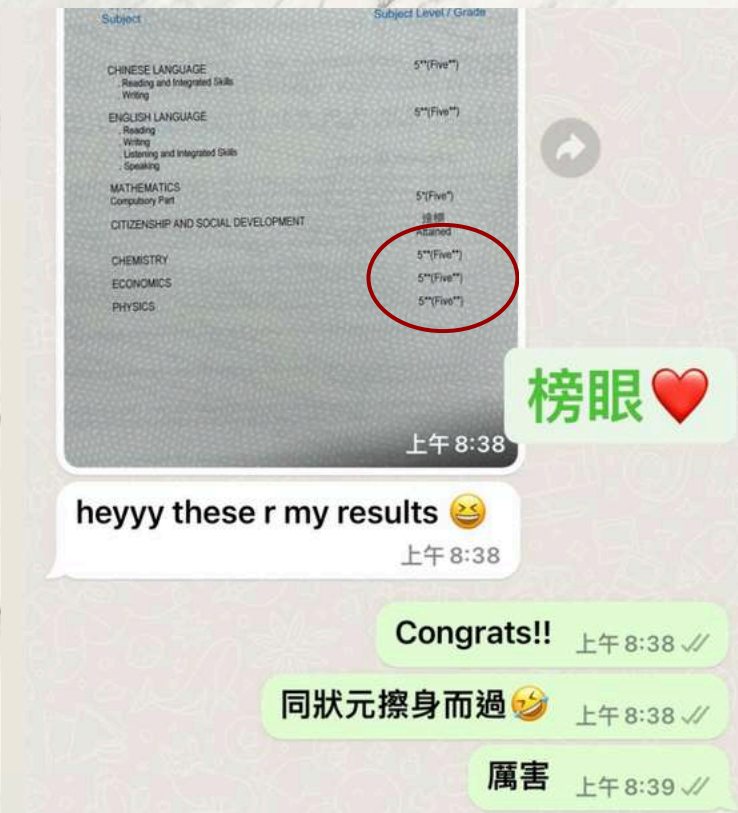 Subject
Subject Level / Grade
CHINESE LANGUAGE
5**(Five**)
. Reading and Integrated Skills
. Writing
ENGLISH LANGUAGE
5**(Five**)
. Reading
. Writing
. Listening and Integrated Skills
. Speaking
MATHEMATICS
Compulsory Part
5*(Five*)
CITIZENSHIP AND SOCIAL DEVELOPMENT
達標
Attained
CHEMISTRY
5**(Five**)
ECONOMICS
5**(Five**)
PHYSICS
5**(Five**)
榜眼❤️
上午 8:38
heyyy these r my results 😆
上午 8:38
Congrats!!
上午 8:38
同狀元擦身而過🤣
上午 8:38
厲害
上午 8:39